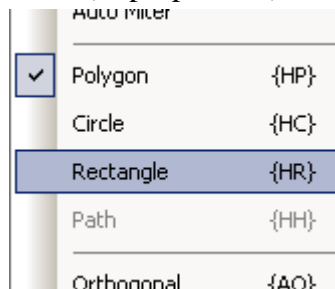 Auto Miter
Polygon {HP}
Circle {HC}
Rectangle {HR}
Path {HH}
Orthogonal {AO}